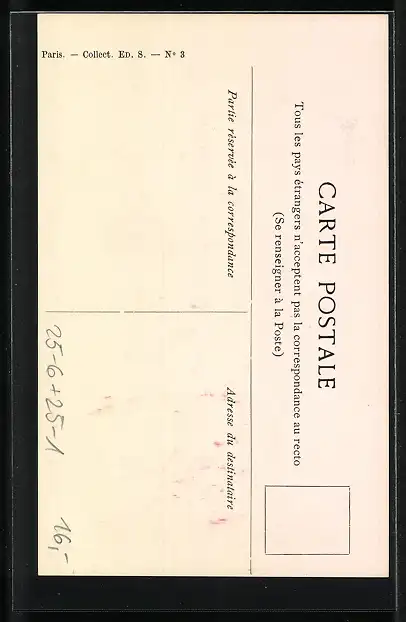 Paris. — Collect. ED. S. — N° 3
CARTE POSTALE
Tous les pays étrangers n'acceptent pas la correspondance au recto
(Se renseigner à la Poste)
Partie réservée à la correspondance
Adresse du destinataire
25-6+25-1
16,-